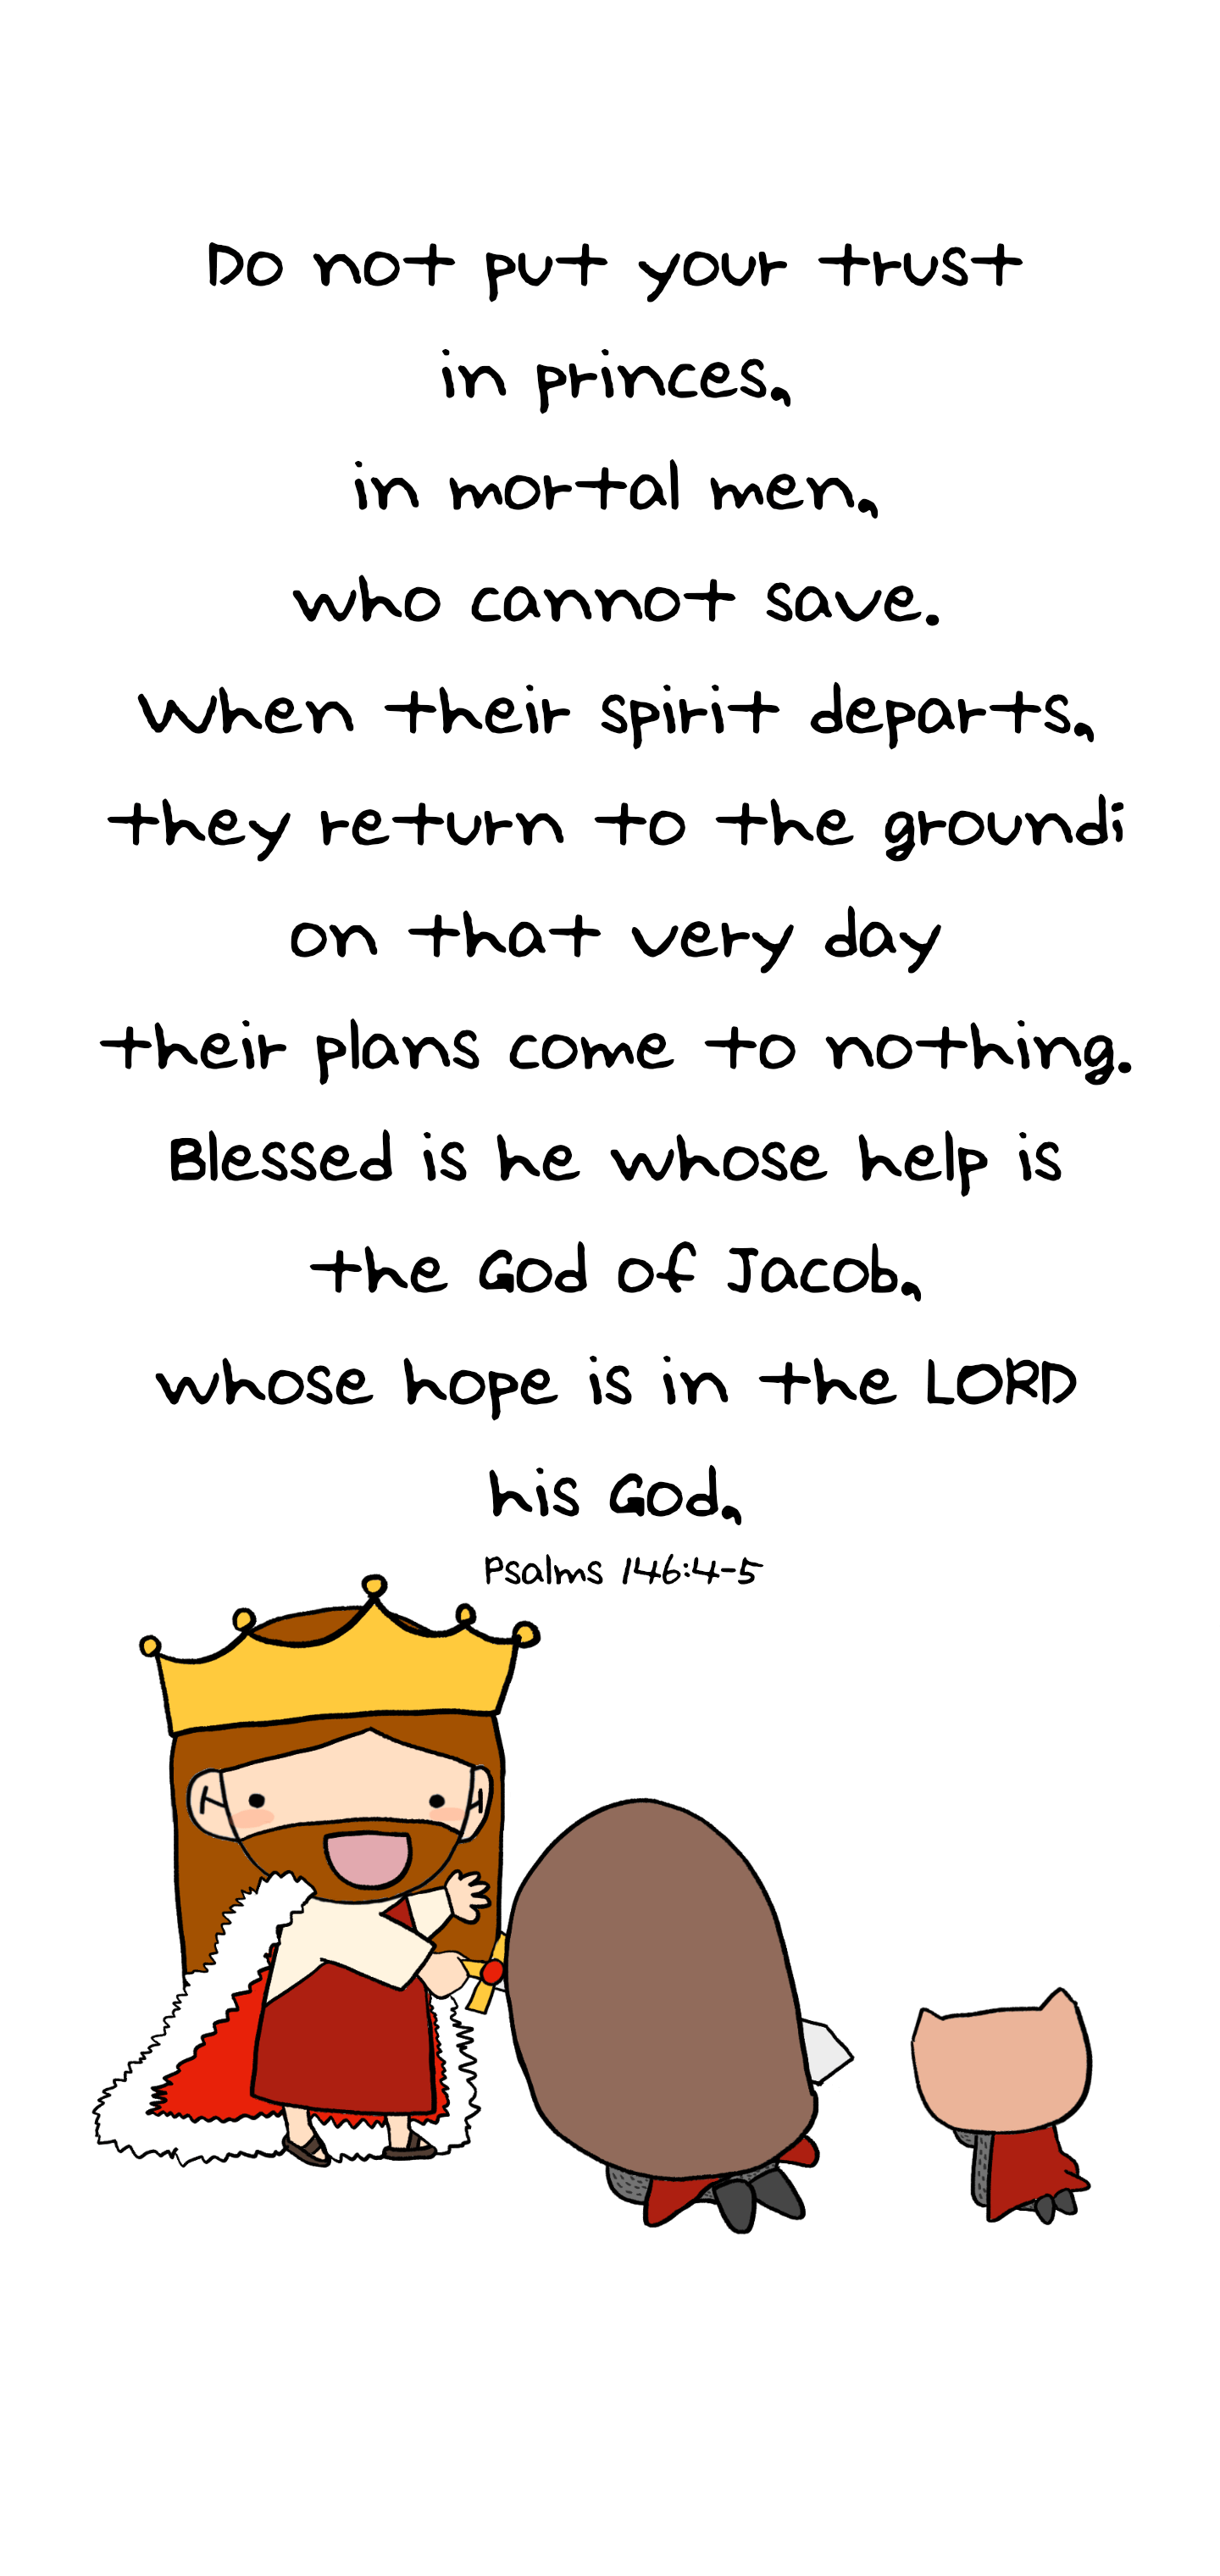 Do not put your trust
in princes,
in mortal men,
who cannot save.
When their spirit departs,
they return to the groundi
on that very day
their plans come to nothing.
Blessed is he whose help is
the God of Jacob,
whose hope is in the LORD
his God,
Psalms 146:4-5